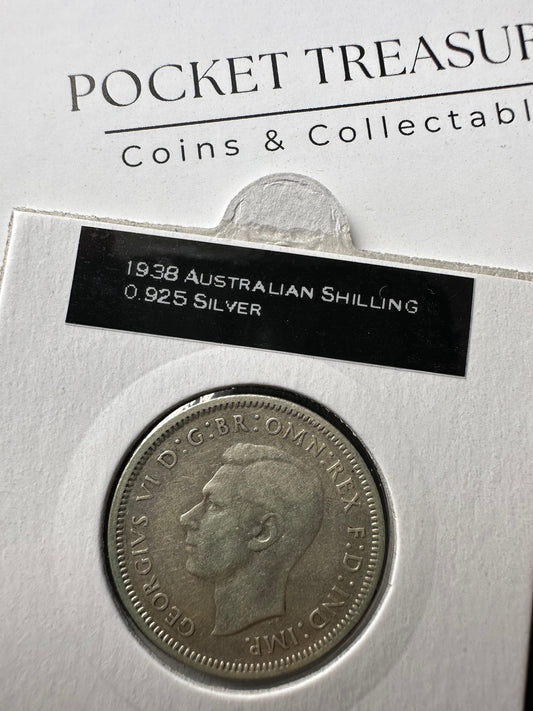 POCKET TREASUR
Coins & Collectabl
1938 AUSTRALIAN SHILLING
0.925 SILVER
GEORGIVS VI D:G:BR:OMN:REX F:D:IND:IMP.